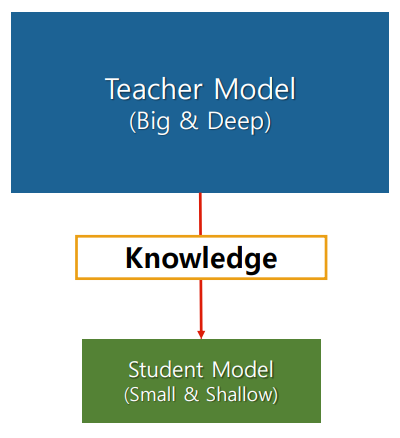 Teacher Model
(Big & Deep)
Knowledge
Student Model
(Small & Shallow)